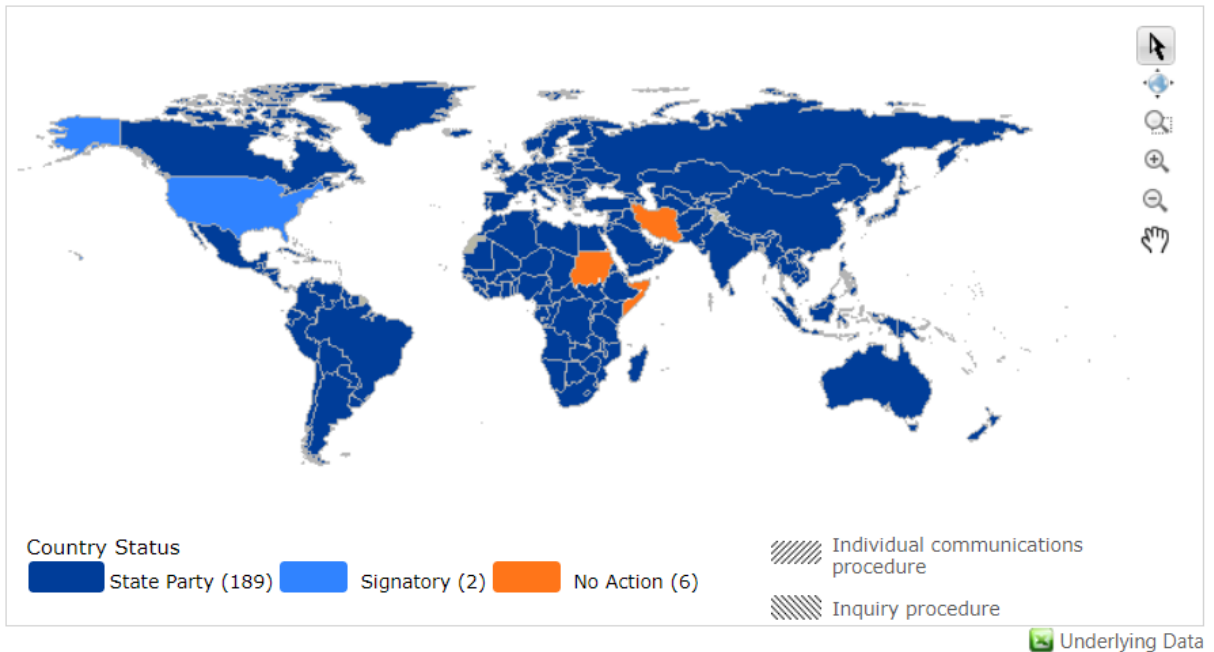 Country Status
State Party (189)
Signatory (2)
No Action (6)
Individual communications
procedure
Inquiry procedure
Underlying Data